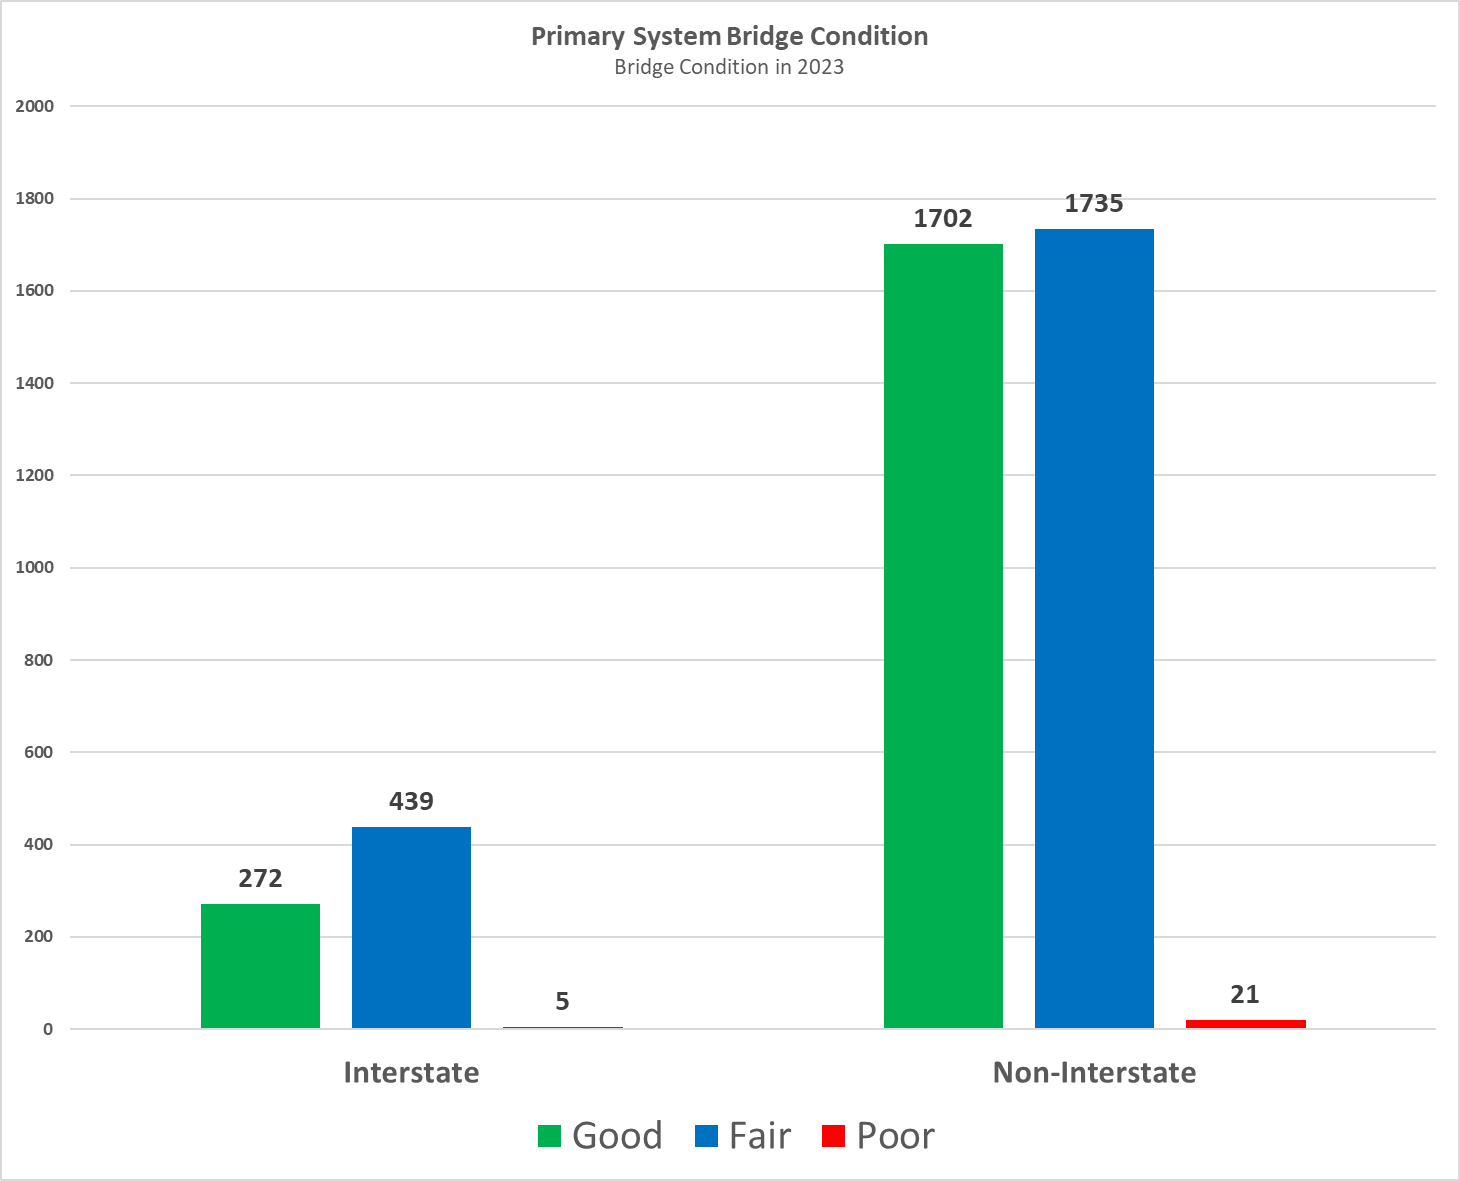 Primary System Bridge Condition
Bridge Condition in 2023
2000
1800
1600
1400
1200
1000
800
600
400
200
0
272
439
5
1702
1735
21
Interstate
Non-Interstate
Good
Fair
Poor